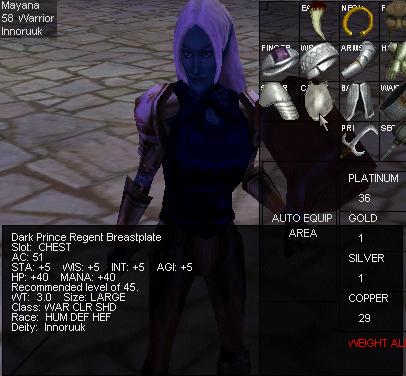 Mayana
58 Warrior
Innoruuk
PLATINUM
36
AUTO EQUIP
AREA
GOLD
1
SILVER
1
COPPER
29
WEIGHT AL
Dark Prince Regent Breastplate
Slot: CHEST
AC: 51
STA: +5 WIS: +5 INT: +5 AGI: +5
HP: +40 MANA: +40
Recommended level of 45.
WT: 3.0 Size: LARGE
Class: WAR CLR SHD
Race: HUM DEF HEF
Deity: Innoruuk